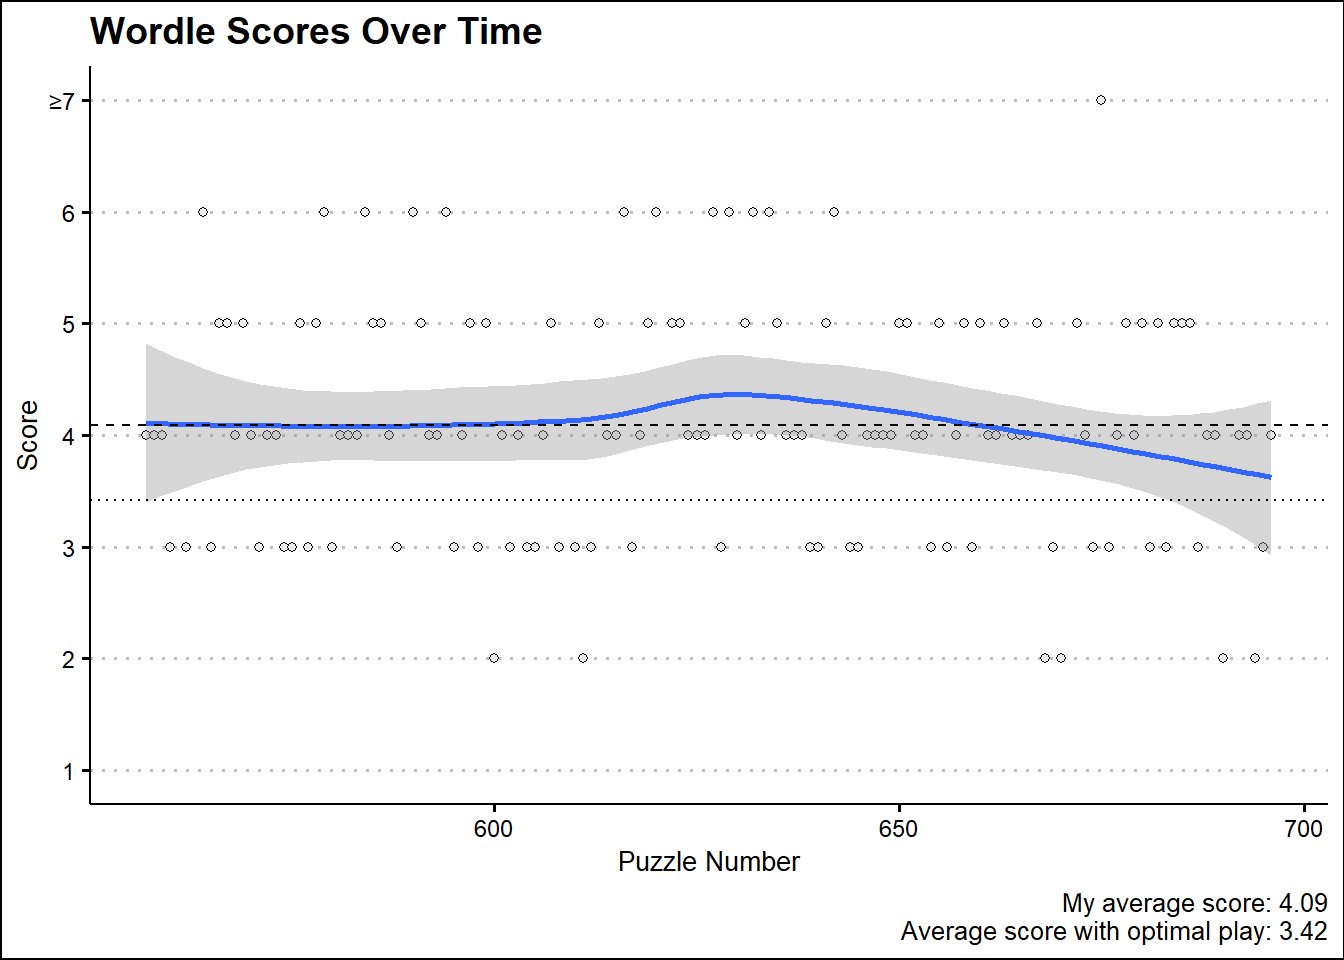 Wordle Scores Over Time
≥7
6
5
4
3
2
1
Score
600 650 700
Puzzle Number
My average score: 4.09
Average score with optimal play: 3.42